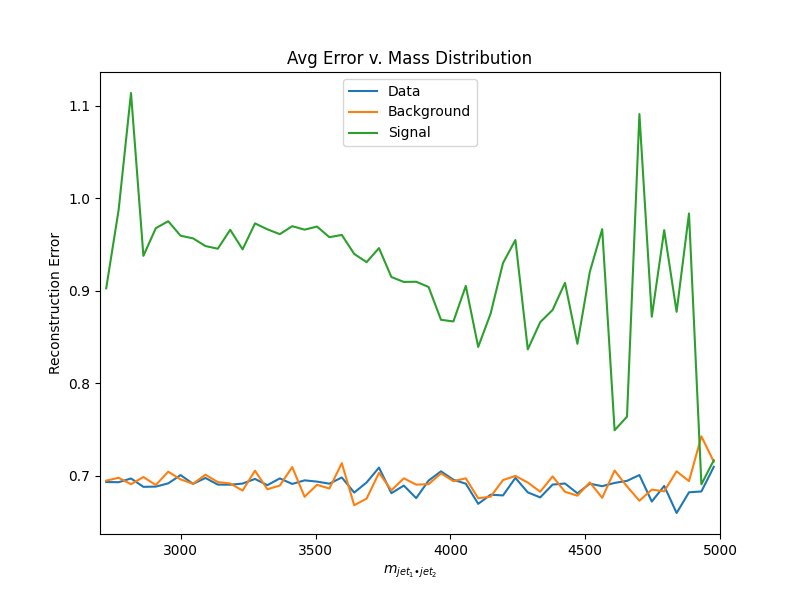 Avg Error v. Mass Distribution
Data
Background
Signal
1.1
1.0
0.9
0.8
0.7
Reconstruction Error
3000 3500 4000 4500 5000
m_{jet_1•jet_2}